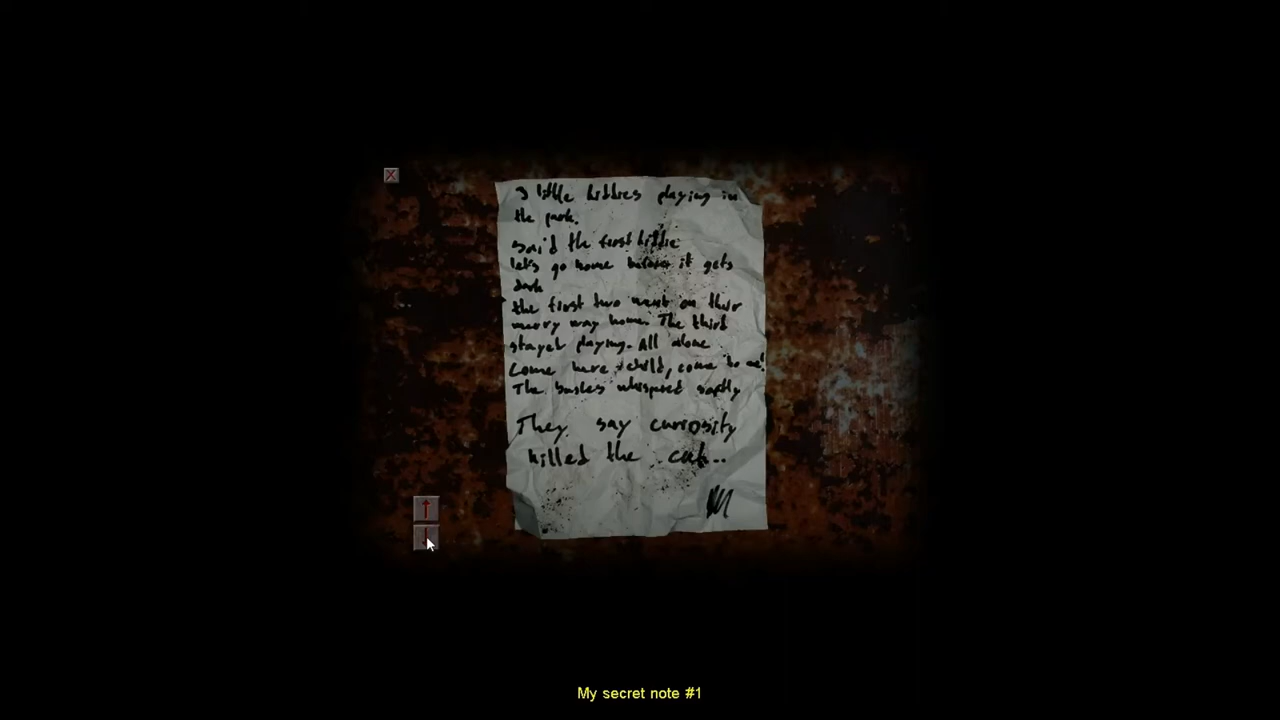 3 little kiddies playing in
the park.
Said the first kiddie
let's go home before it gets
dark
the first two went on their
merry way home. The third
stayed playing. All alone
Come here child, come to me!
The bushes whispered softly
They say curiosity
killed the cat...
My secret note #1